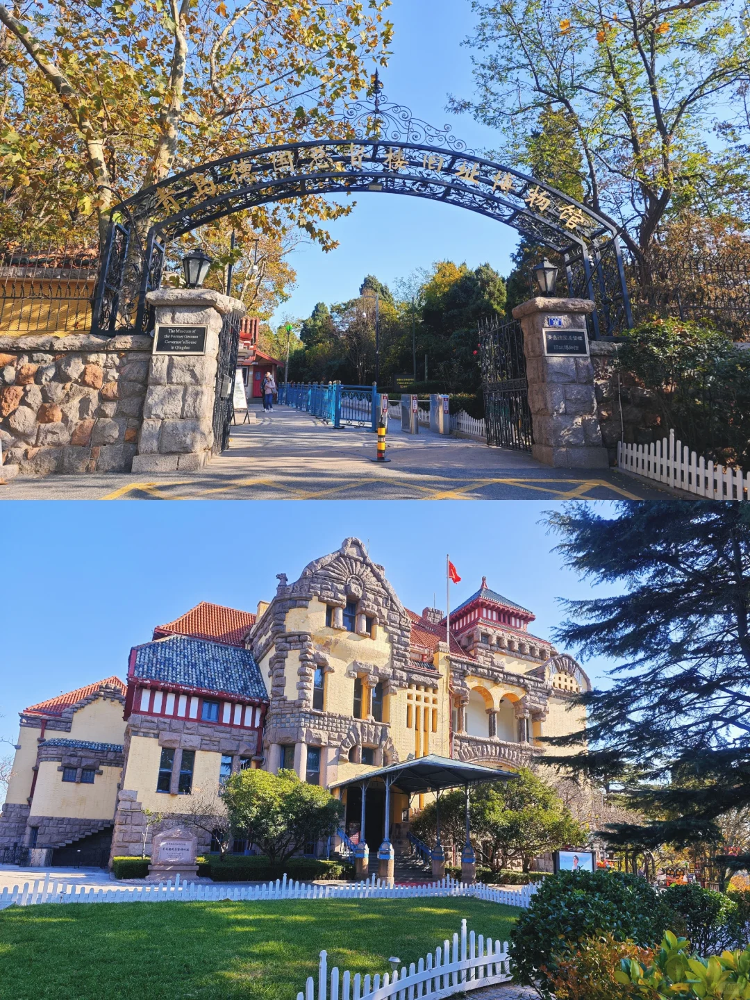 青岛德国总督楼旧址博物馆
The Museum of
the Former German
Governor's House
in Qingdao
青岛德国总督楼
旧址博物馆